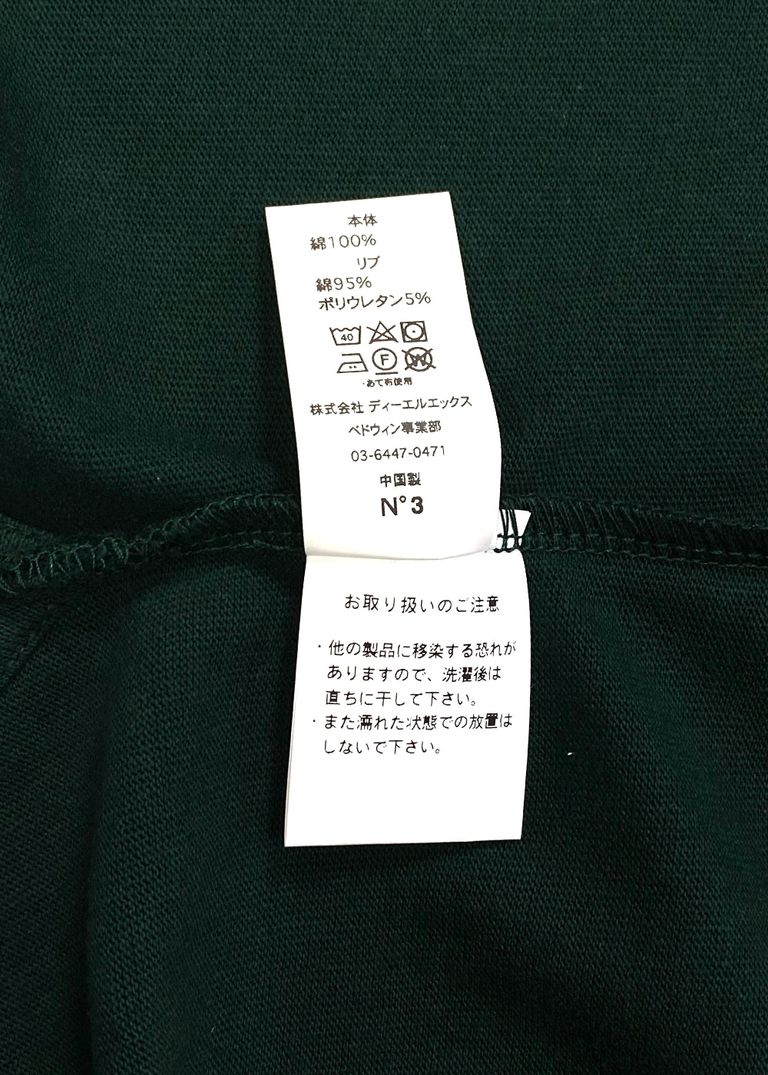 本体
綿100%
リブ
綿95%
ポリウレタン5%
40
F
W
・あて布使用
株式会社 ディーエルエックス
ベドウィン事業部
03-6447-0471
中国製
N°3
お取り扱いのご注意
・他の製品に移染する恐れが
ありますので、洗濯後は
直ちに干して下さい。
・また濡れた状態での放置は
しないで下さい。